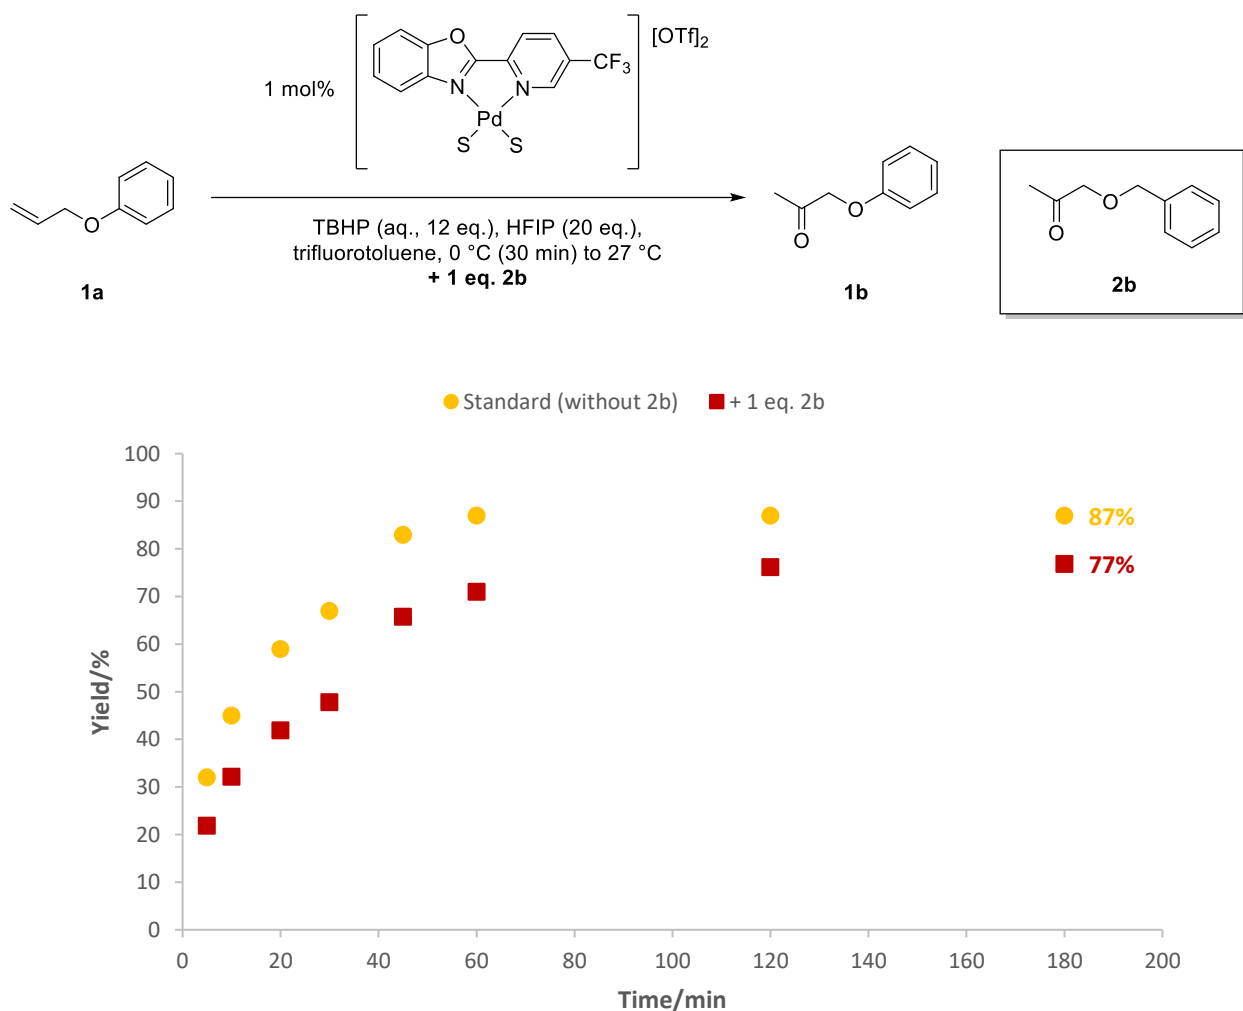 1 mol%
O
N
N
Pd
S
S
CF3
[OTf]2
O
1a
TBHP (aq., 12 eq.), HFIP (20 eq.),
trifluorotoluene, 0 °C (30 min) to 27 °C
+ 1 eq. 2b
O
O
1b
O
O
2b
Standard (without 2b)
+ 1 eq. 2b
Yield/%
100
90
80
70
60
50
40
30
20
10
0
87%
77%
0
20
40
60
80
100
120
140
160
180
200
Time/min